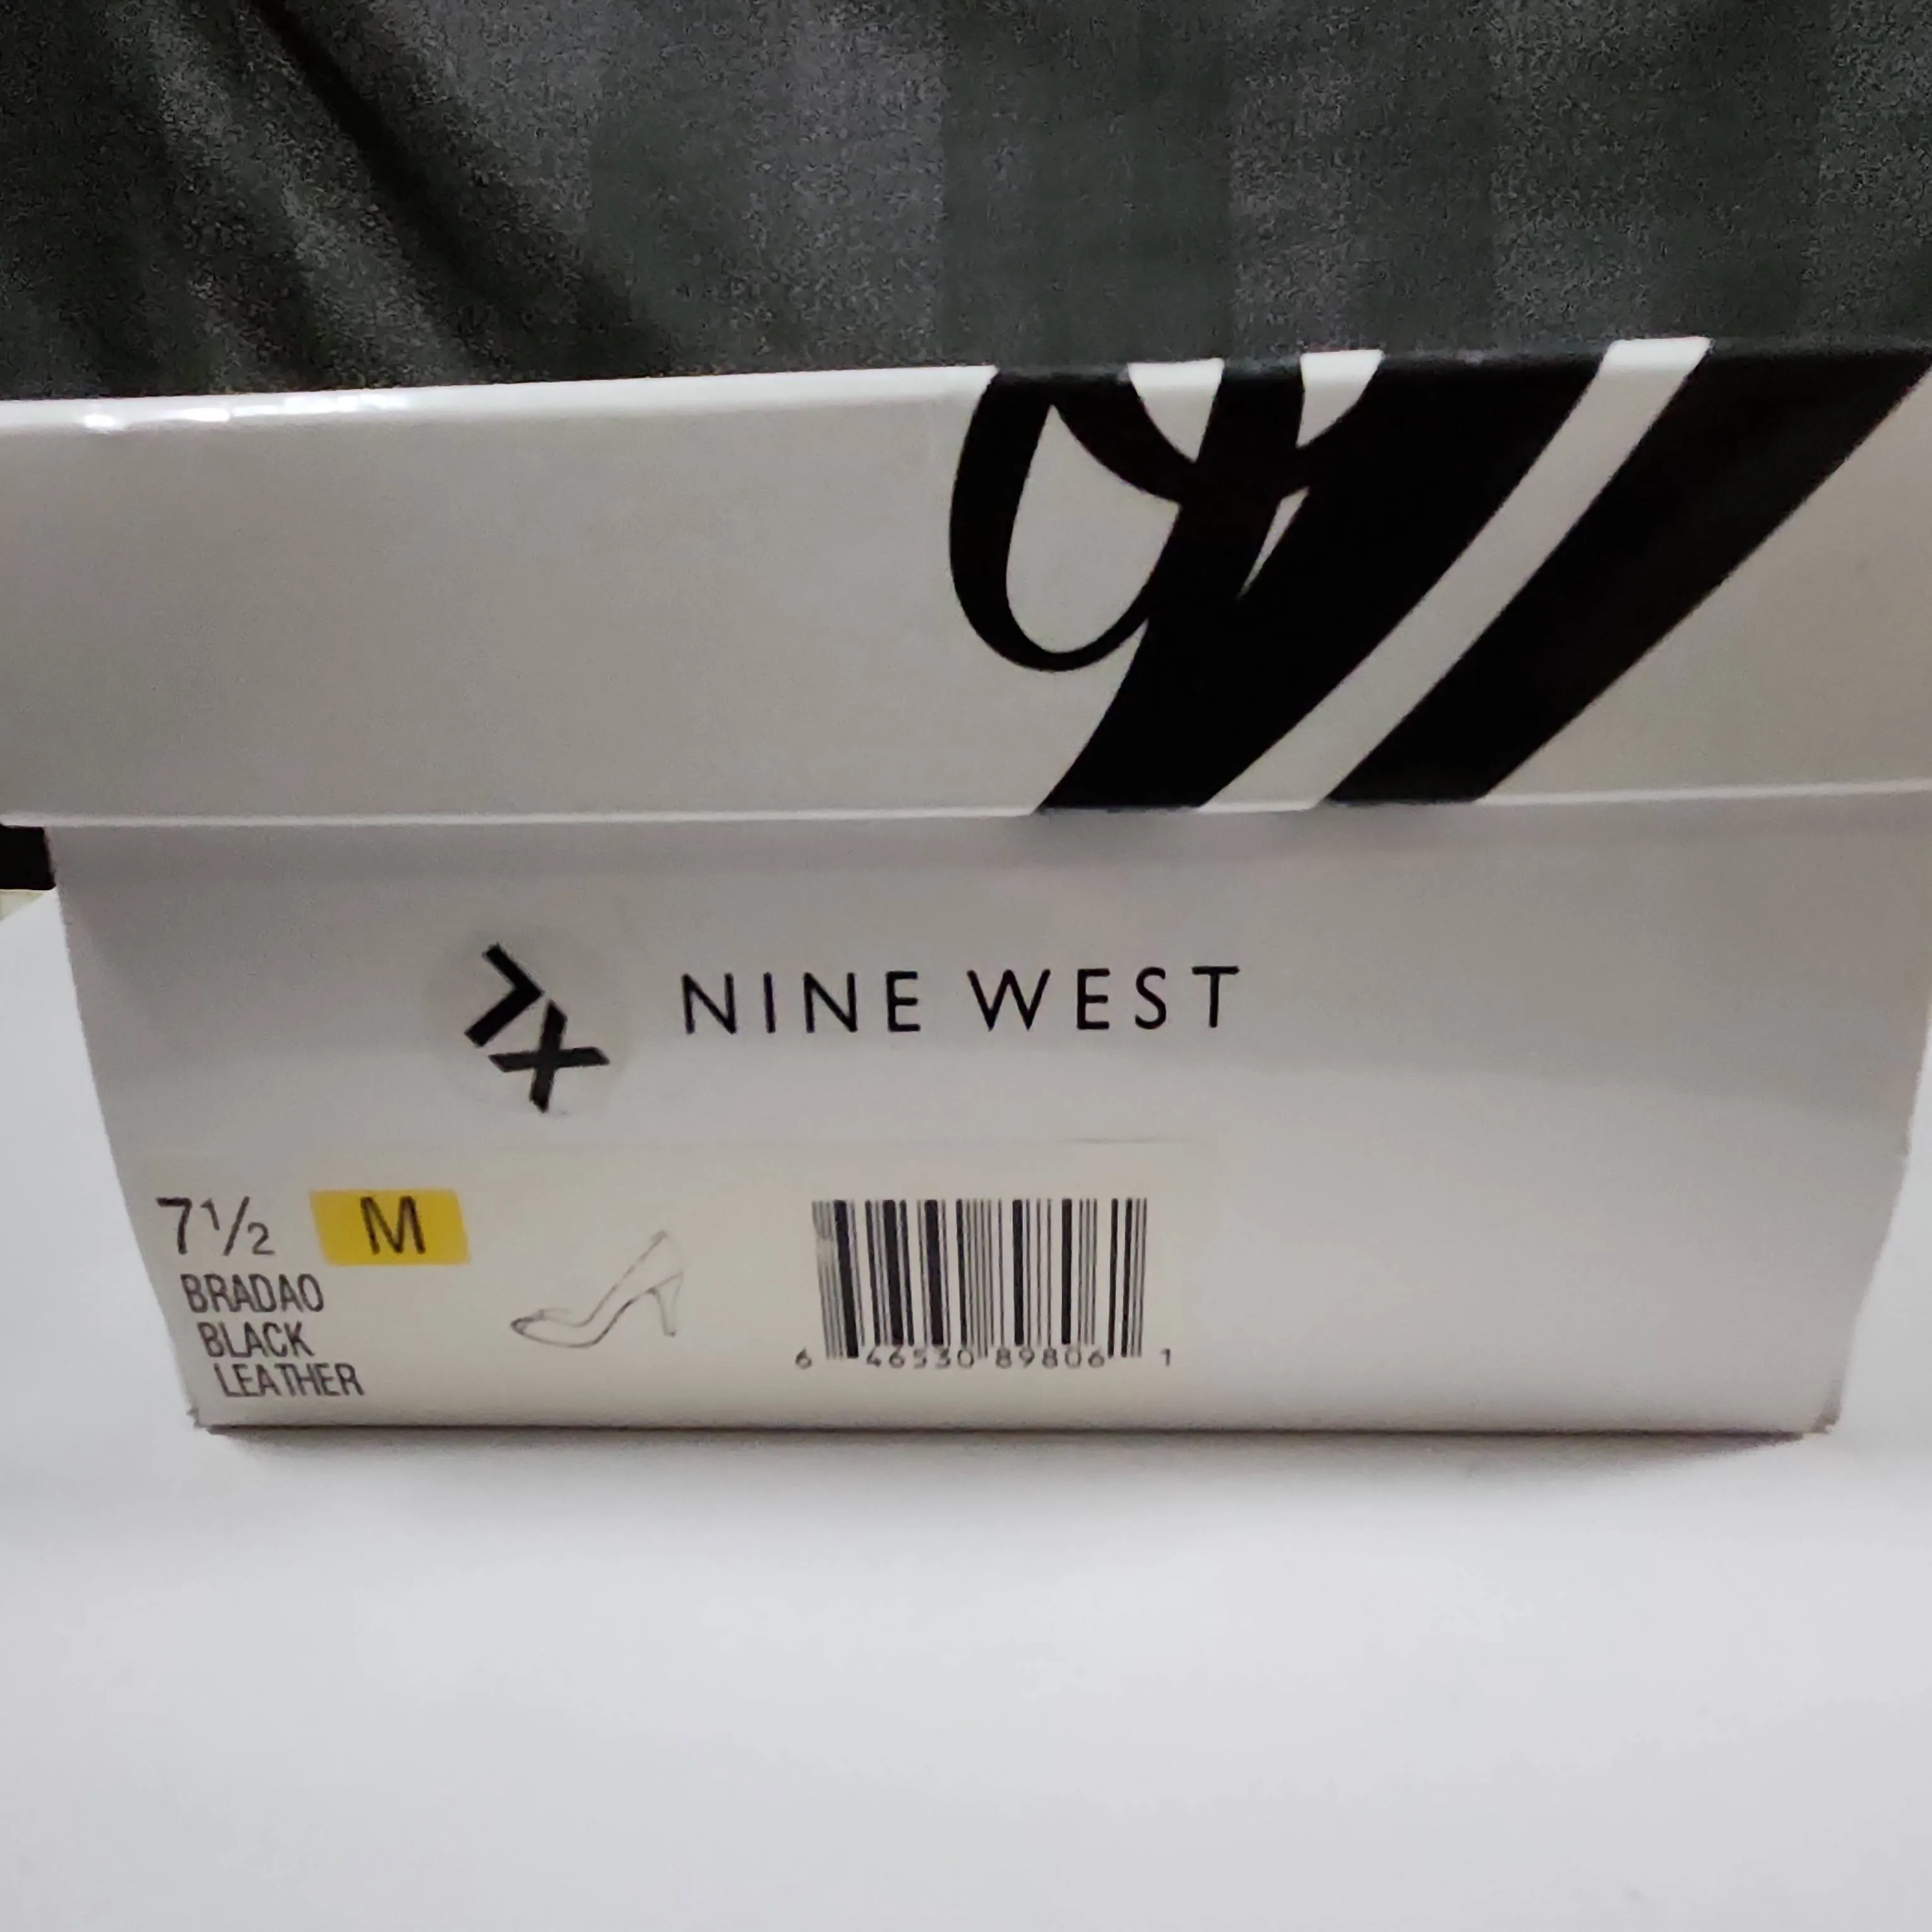 NINE WEST
7½ M
BRADAO
BLACK
LEATHER
6 46530 89806 1